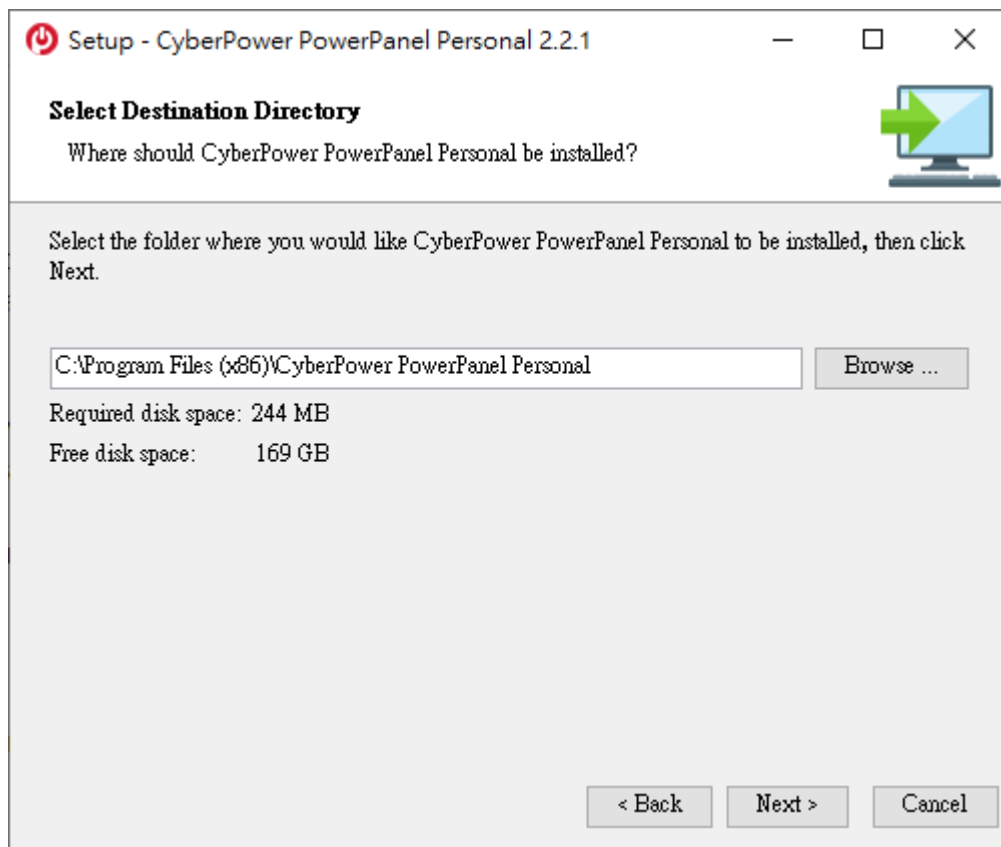 Setup - CyberPower PowerPanel Personal 2.2.1
Select Destination Directory
Where should CyberPower PowerPanel Personal be installed?
Select the folder where you would like CyberPower PowerPanel Personal to be installed, then click
Next.
C:\Program Files (x86)\CyberPower PowerPanel Personal
Browse ...
Required disk space: 244 MB
Free disk space: 169 GB
< Back
Next >
Cancel